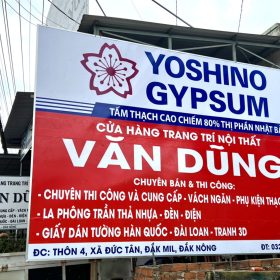 YOSHINO
GYPSUM
TẤM THẠCH CAO CHIẾM 80% THỊ PHẦN NHẬT B
CỬA HÀNG TRANG TRÍ NỘI THẤT
VĂN DŨNG
CHUYÊN BÁN & THI CÔNG:
- CHUYÊN THI CÔNG VÀ CUNG CẤP - VÁCH NGĂN - PHỤ KIỆN THẠC
- LA PHÔNG TRẦN THẢ NHỰA - ĐÈN - ĐIỆN
- GIẤY DÁN TƯỜNG HÀN QUỐC - ĐÀI LOAN - TRANH 3D
ĐC: THÔN 4, XÃ ĐỨC TÂN, ĐẮK MIL, ĐẮK NÔNG
ĐT: 032